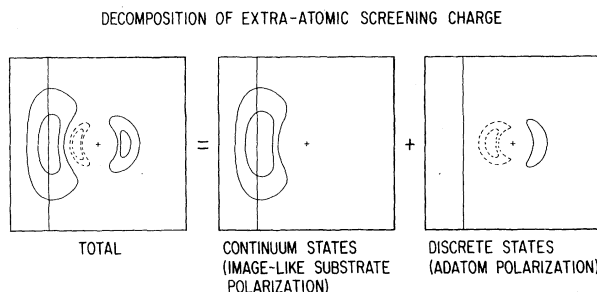 DECOMPOSITION OF EXTRA-ATOMIC SCREENING CHARGE
=
+
TOTAL
CONTINUUM STATES
(IMAGE-LIKE SUBSTRATE
POLARIZATION)
DISCRETE STATES
(ADATOM POLARIZATION)